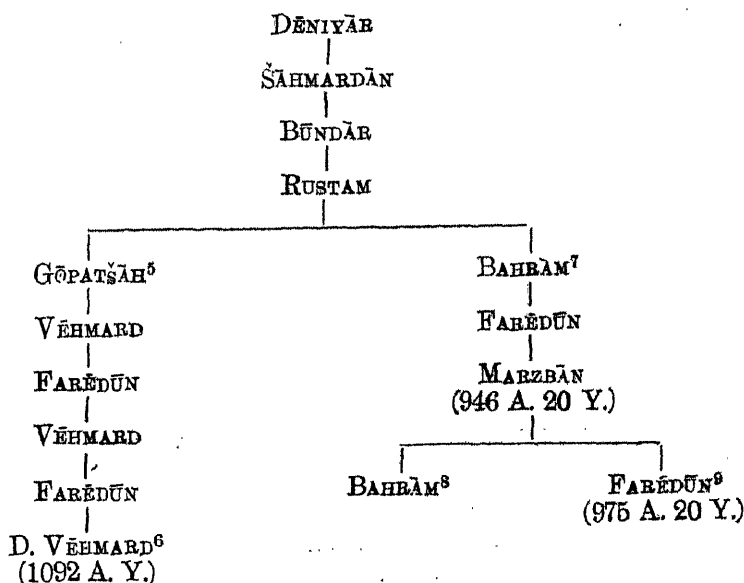 DĒNIYĀR
ŠĀHMARDĀN
BŪNDĀR
RUSTAM
GŌPATŠĀH⁵
VĒHMARD
FARĒDŪN
VĒHMARD
FARĒDŪN
D. VĒHMARD⁶
(1092 A. Y.)
BAHRĀM⁷
FARĒDŪN
MARZBĀN
(946 A. 20 Y.)
BAHRĀM⁸
FARĒDŪN⁹
(975 A. 20 Y.)